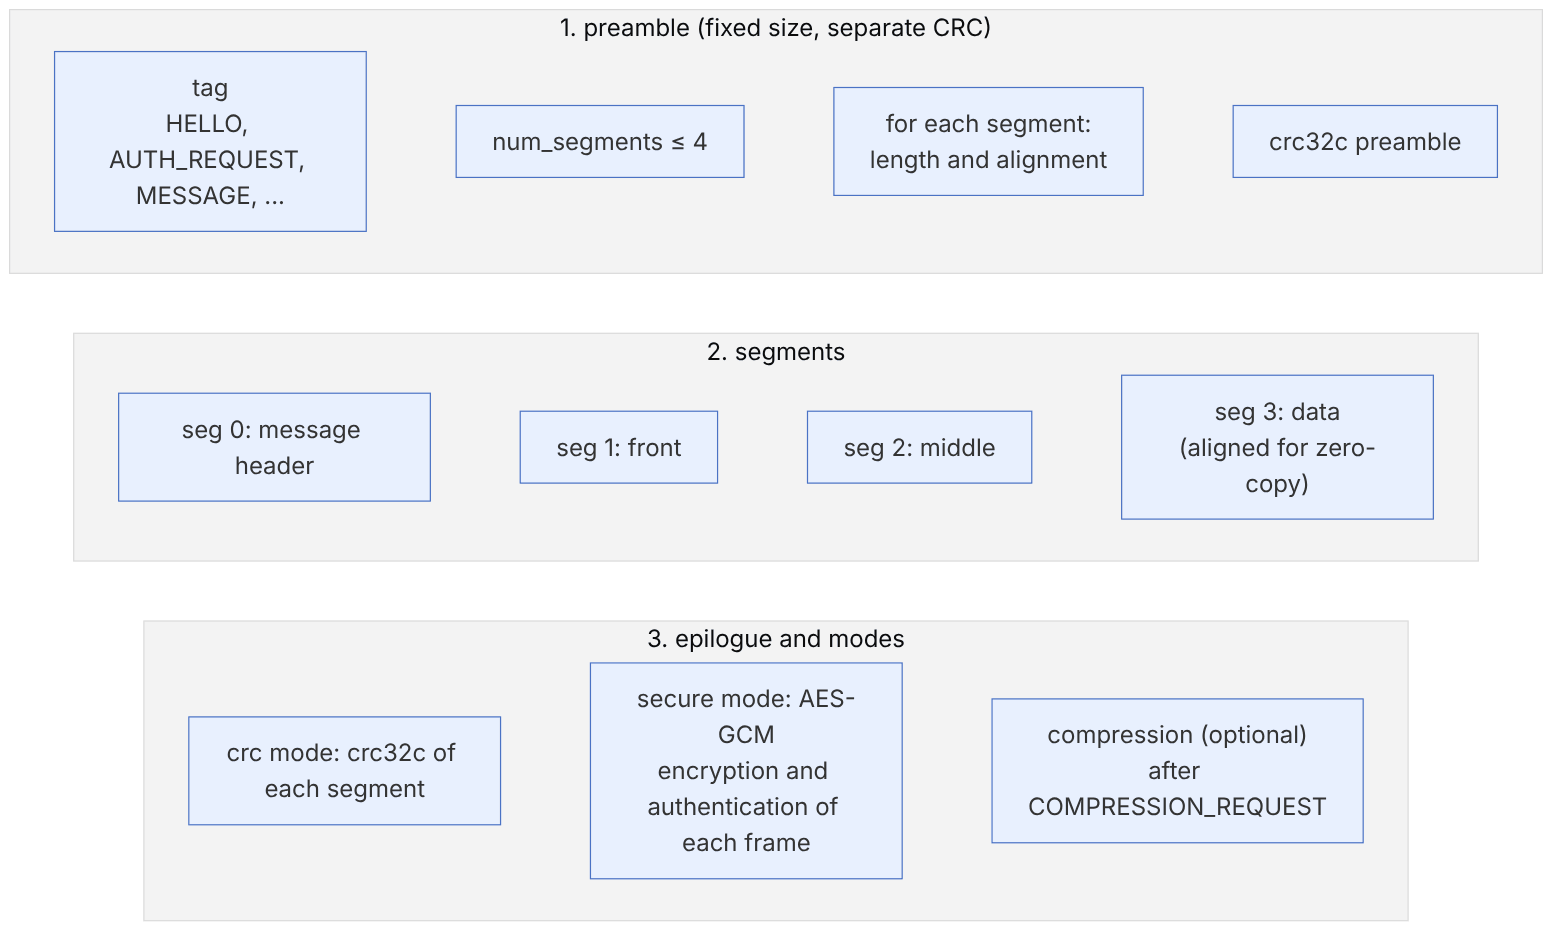 1. preamble (fixed size, separate CRC)
tag
HELLO,
AUTH_REQUEST,
MESSAGE, ...
num_segments ≤ 4
for each segment:
length and alignment
crc32c preamble
2. segments
seg 0: message
header
seg 1: front
seg 2: middle
seg 3: data
(aligned for zero-
copy)
3. epilogue and modes
crc mode: crc32c of
each segment
secure mode: AES-
GCM
encryption and
authentication of
each frame
compression (optional)
after
COMPRESSION_REQUEST